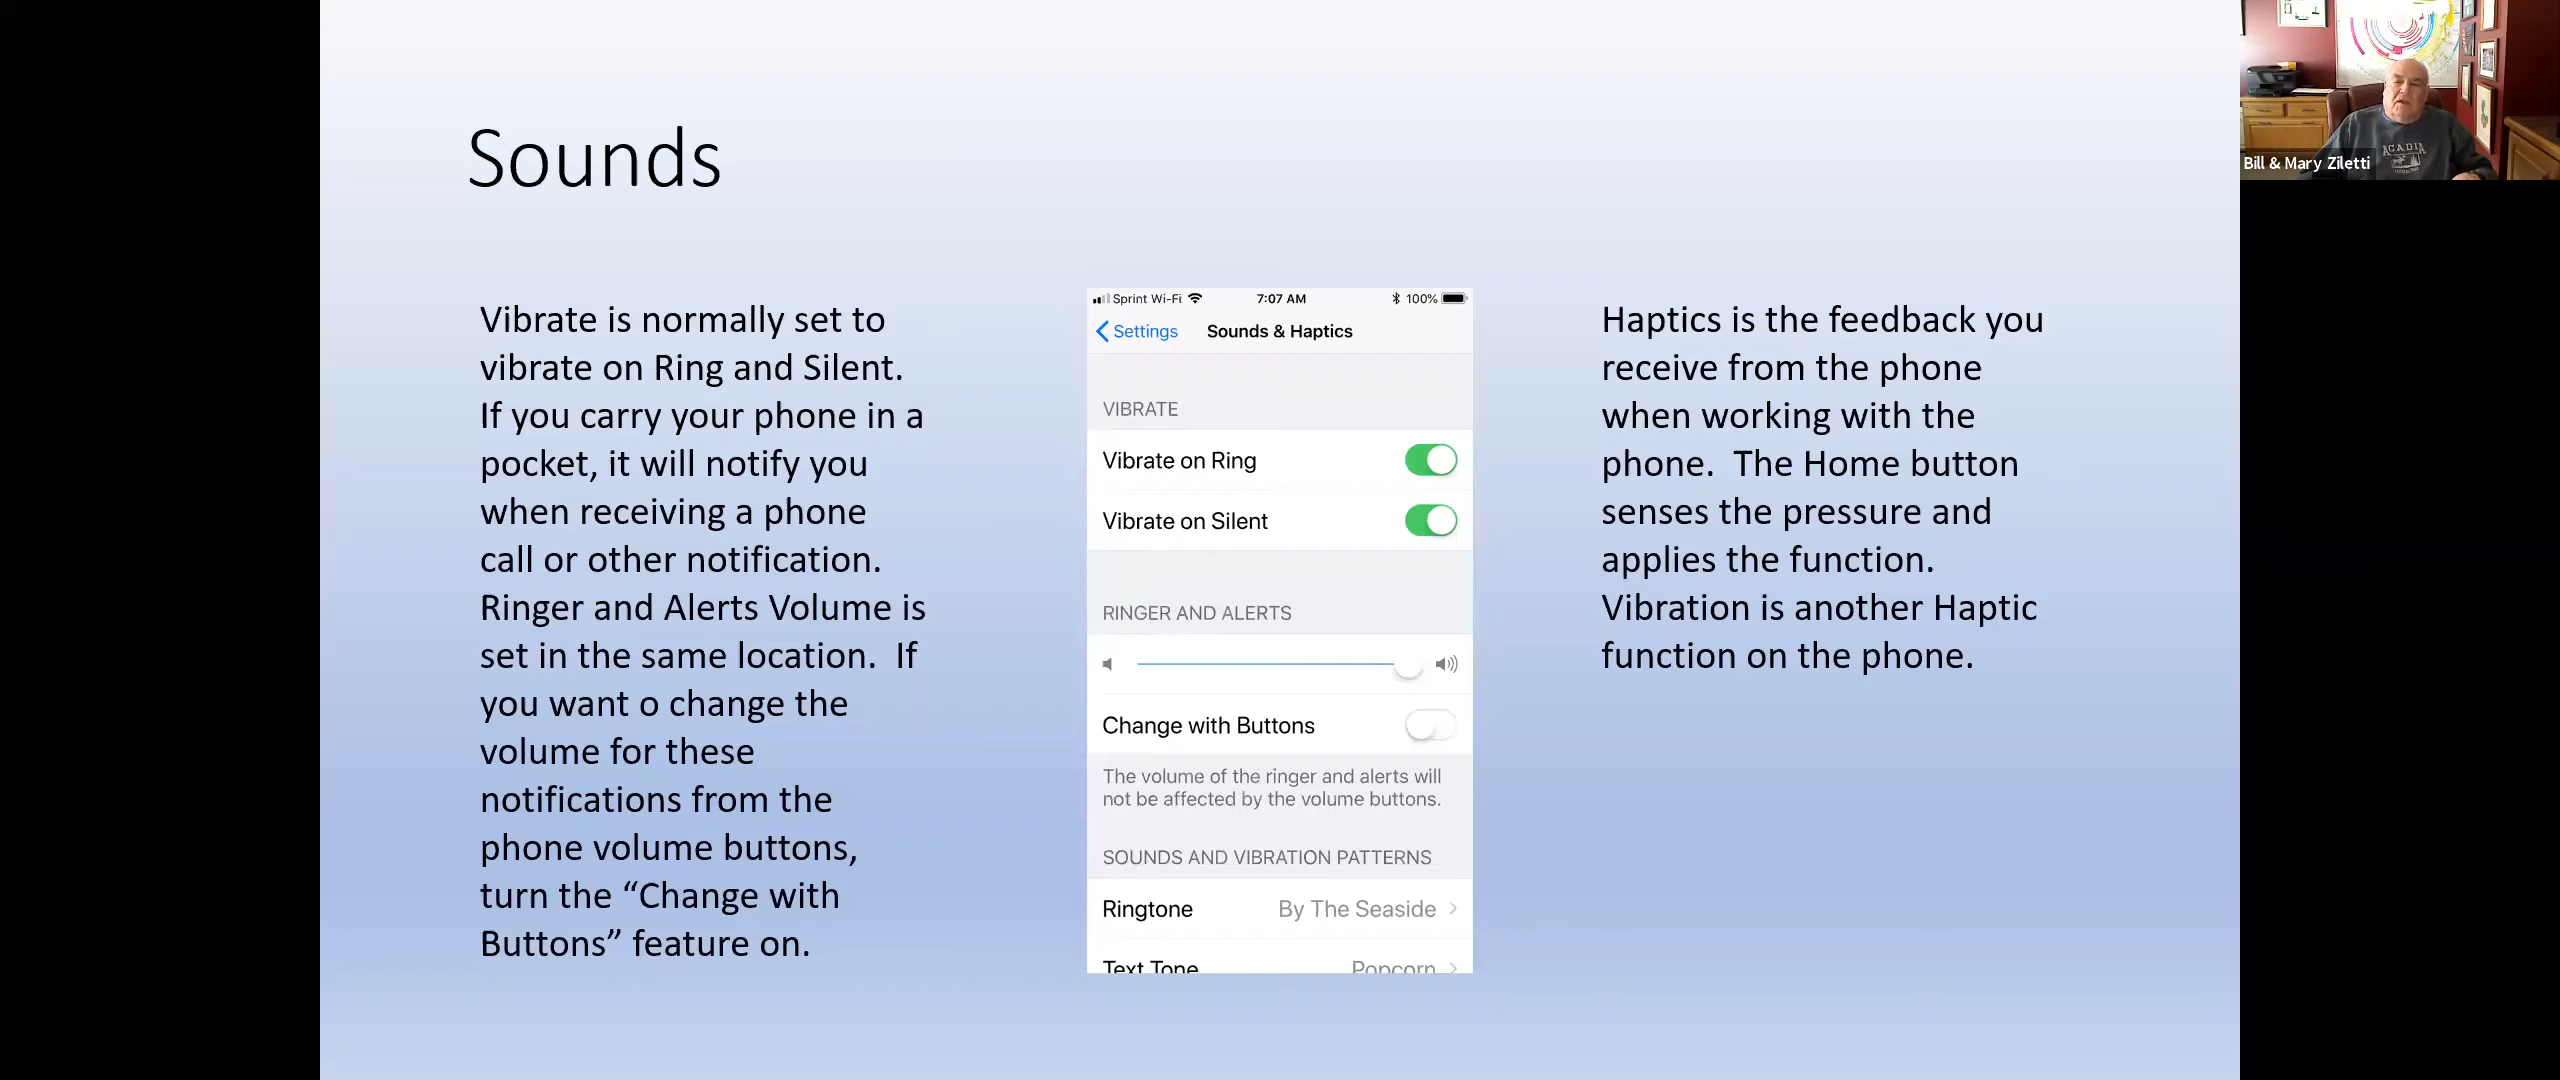 Sounds
Vibrate is normally set to
vibrate on Ring and Silent.
If you carry your phone in a
pocket, it will notify you
when receiving a phone
call or other notification.
Ringer and Alerts Volume is
set in the same location.  If
you want o change the
volume for these
notifications from the
phone volume buttons,
turn the “Change with
Buttons” feature on.
Sprint Wi-Fi 7:07 AM 100%
Settings Sounds & Haptics
VIBRATE
Vibrate on Ring
Vibrate on Silent
RINGER AND ALERTS
Change with Buttons
The volume of the ringer and alerts will
not be affected by the volume buttons.
SOUNDS AND VIBRATION PATTERNS
Ringtone By The Seaside
Text Tone Popcorn
Haptics is the feedback you
receive from the phone
when working with the
phone.  The Home button
senses the pressure and
applies the function.
Vibration is another Haptic
function on the phone.
ACADIA
Bill & Mary Ziletti